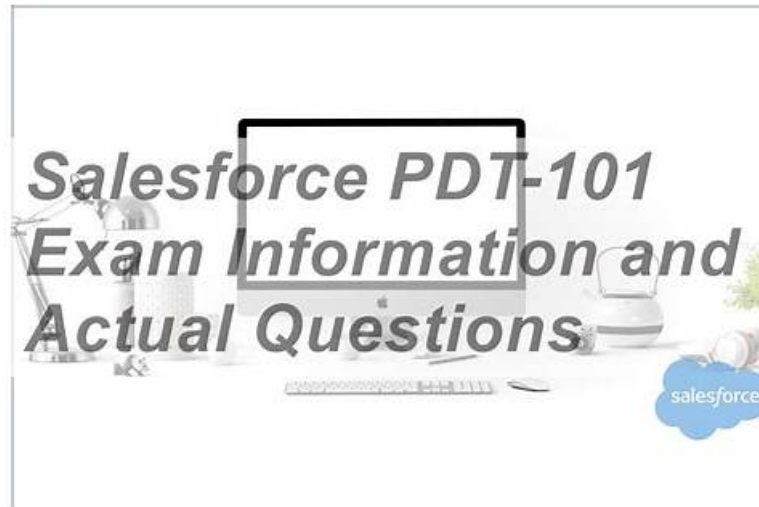 Salesforce PDT-101
Exam Information and
Actual Questions
salesforce